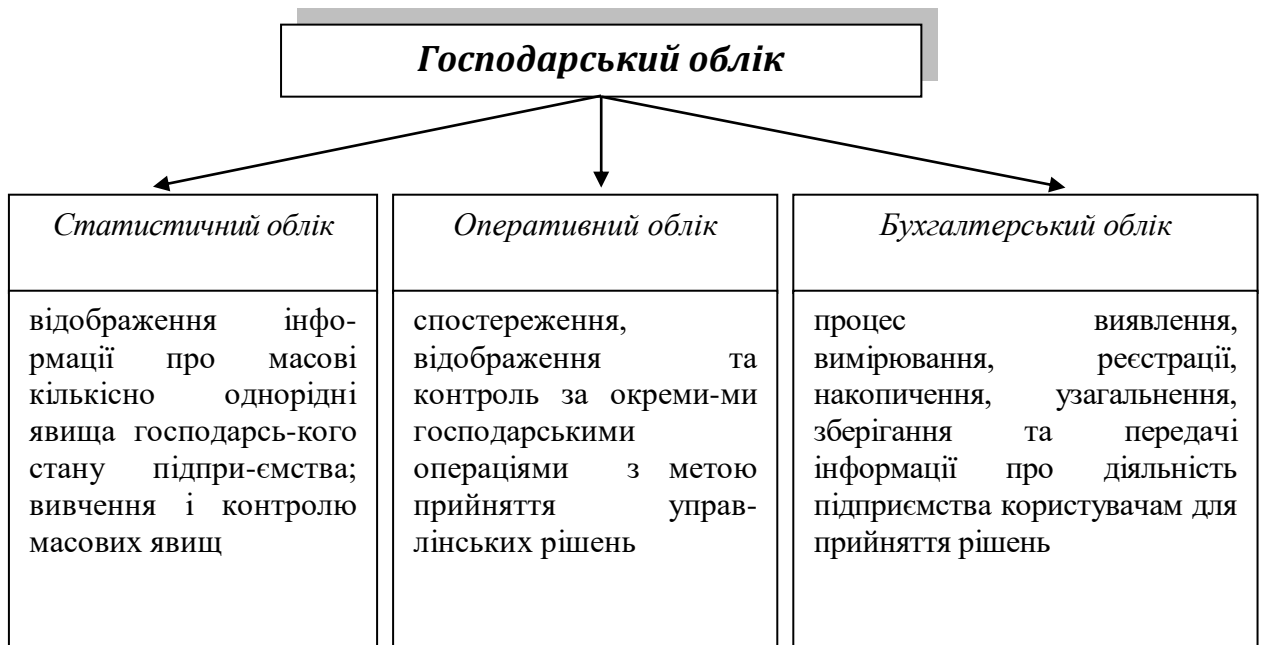 Господарський облік
Статистичний облік
відображення інфо-
рмації про масові
кількісно однорідні
явища господарсь-кого
стану підпри-ємства;
вивчення і контролю
масових явищ
Оперативний облік
спостереження,
відображення та
контроль за окреми-ми
господарськими
операціями з метою
прийняття управ-
лінських рішень
Бухгалтерський облік
процес виявлення,
вимірювання, реєстрації,
накопичення, узагальнення,
зберігання та передачі
інформації про діяльність
підприємства користувачам для
прийняття рішень